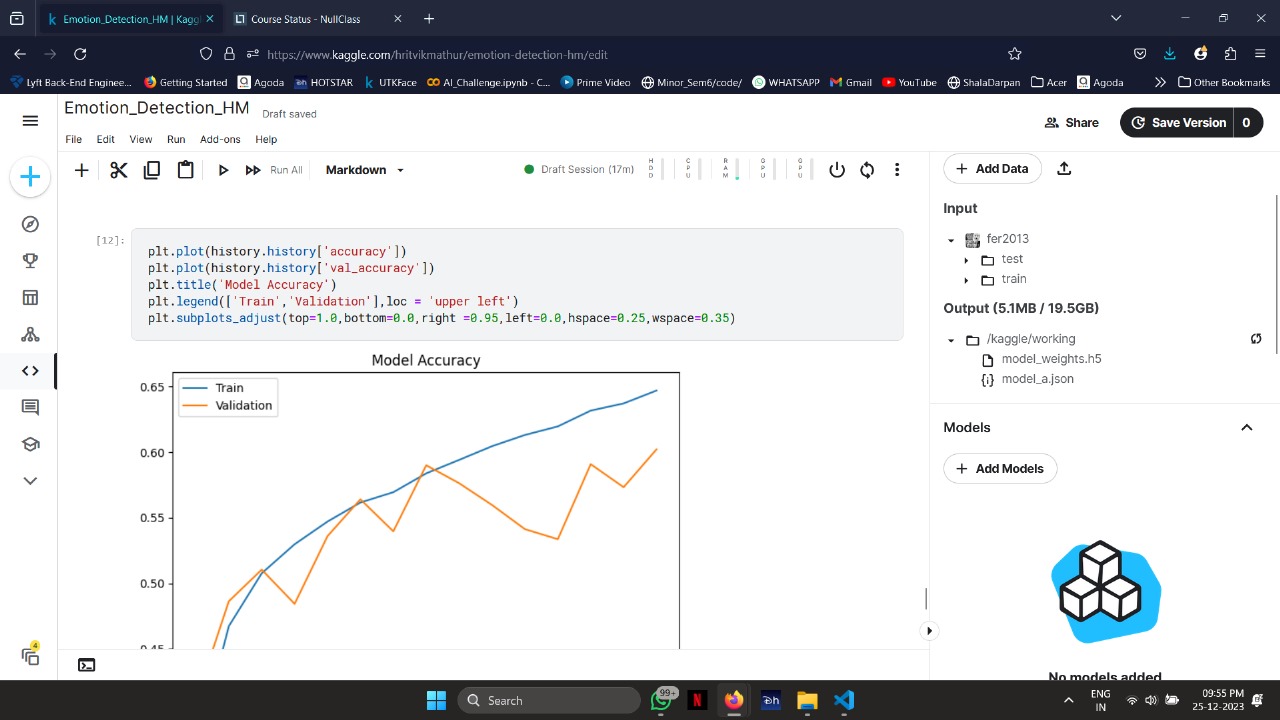 Emotion_Detection_HM | Kaggl
Course Status - NullClass
https://www.kaggle.com/hritvikmathur/emotion-detection-hm/edit
Lyft Back-End Enginee...
Getting Started
Agoda
HOTSTAR
UTKFace
AI_Challenge.ipynb - C...
Prime Video
Minor_Sem6/code/
WHATSAPP
Gmail
YouTube
ShalaDarpan
Acer
Agoda
Other Bookmarks
Emotion_Detection_HM
Draft saved
File Edit View Run Add-ons Help
Share
Save Version 0
Run All
Markdown
Draft Session (17m)
HDD
CPU
RAM
GPU
GPU
Add Data
Input
fer2013
test
train
Output (5.1MB / 19.5GB)
/kaggle/working
model_weights.h5
model_a.json
Models
Add Models
No models added
[12]:
plt.plot(history.history['accuracy'])
plt.plot(history.history['val_accuracy'])
plt.title('Model Accuracy')
plt.legend(['Train','Validation'],loc = 'upper left')
plt.subplots_adjust(top=1.0,bottom=0.0,right =0.95,left=0.0,hspace=0.25,wspace=0.35)
Model Accuracy
Train
Validation
0.65
0.60
0.55
0.50
0.45
4
Search
99+
ENG
IN
09:55 PM
25-12-2023